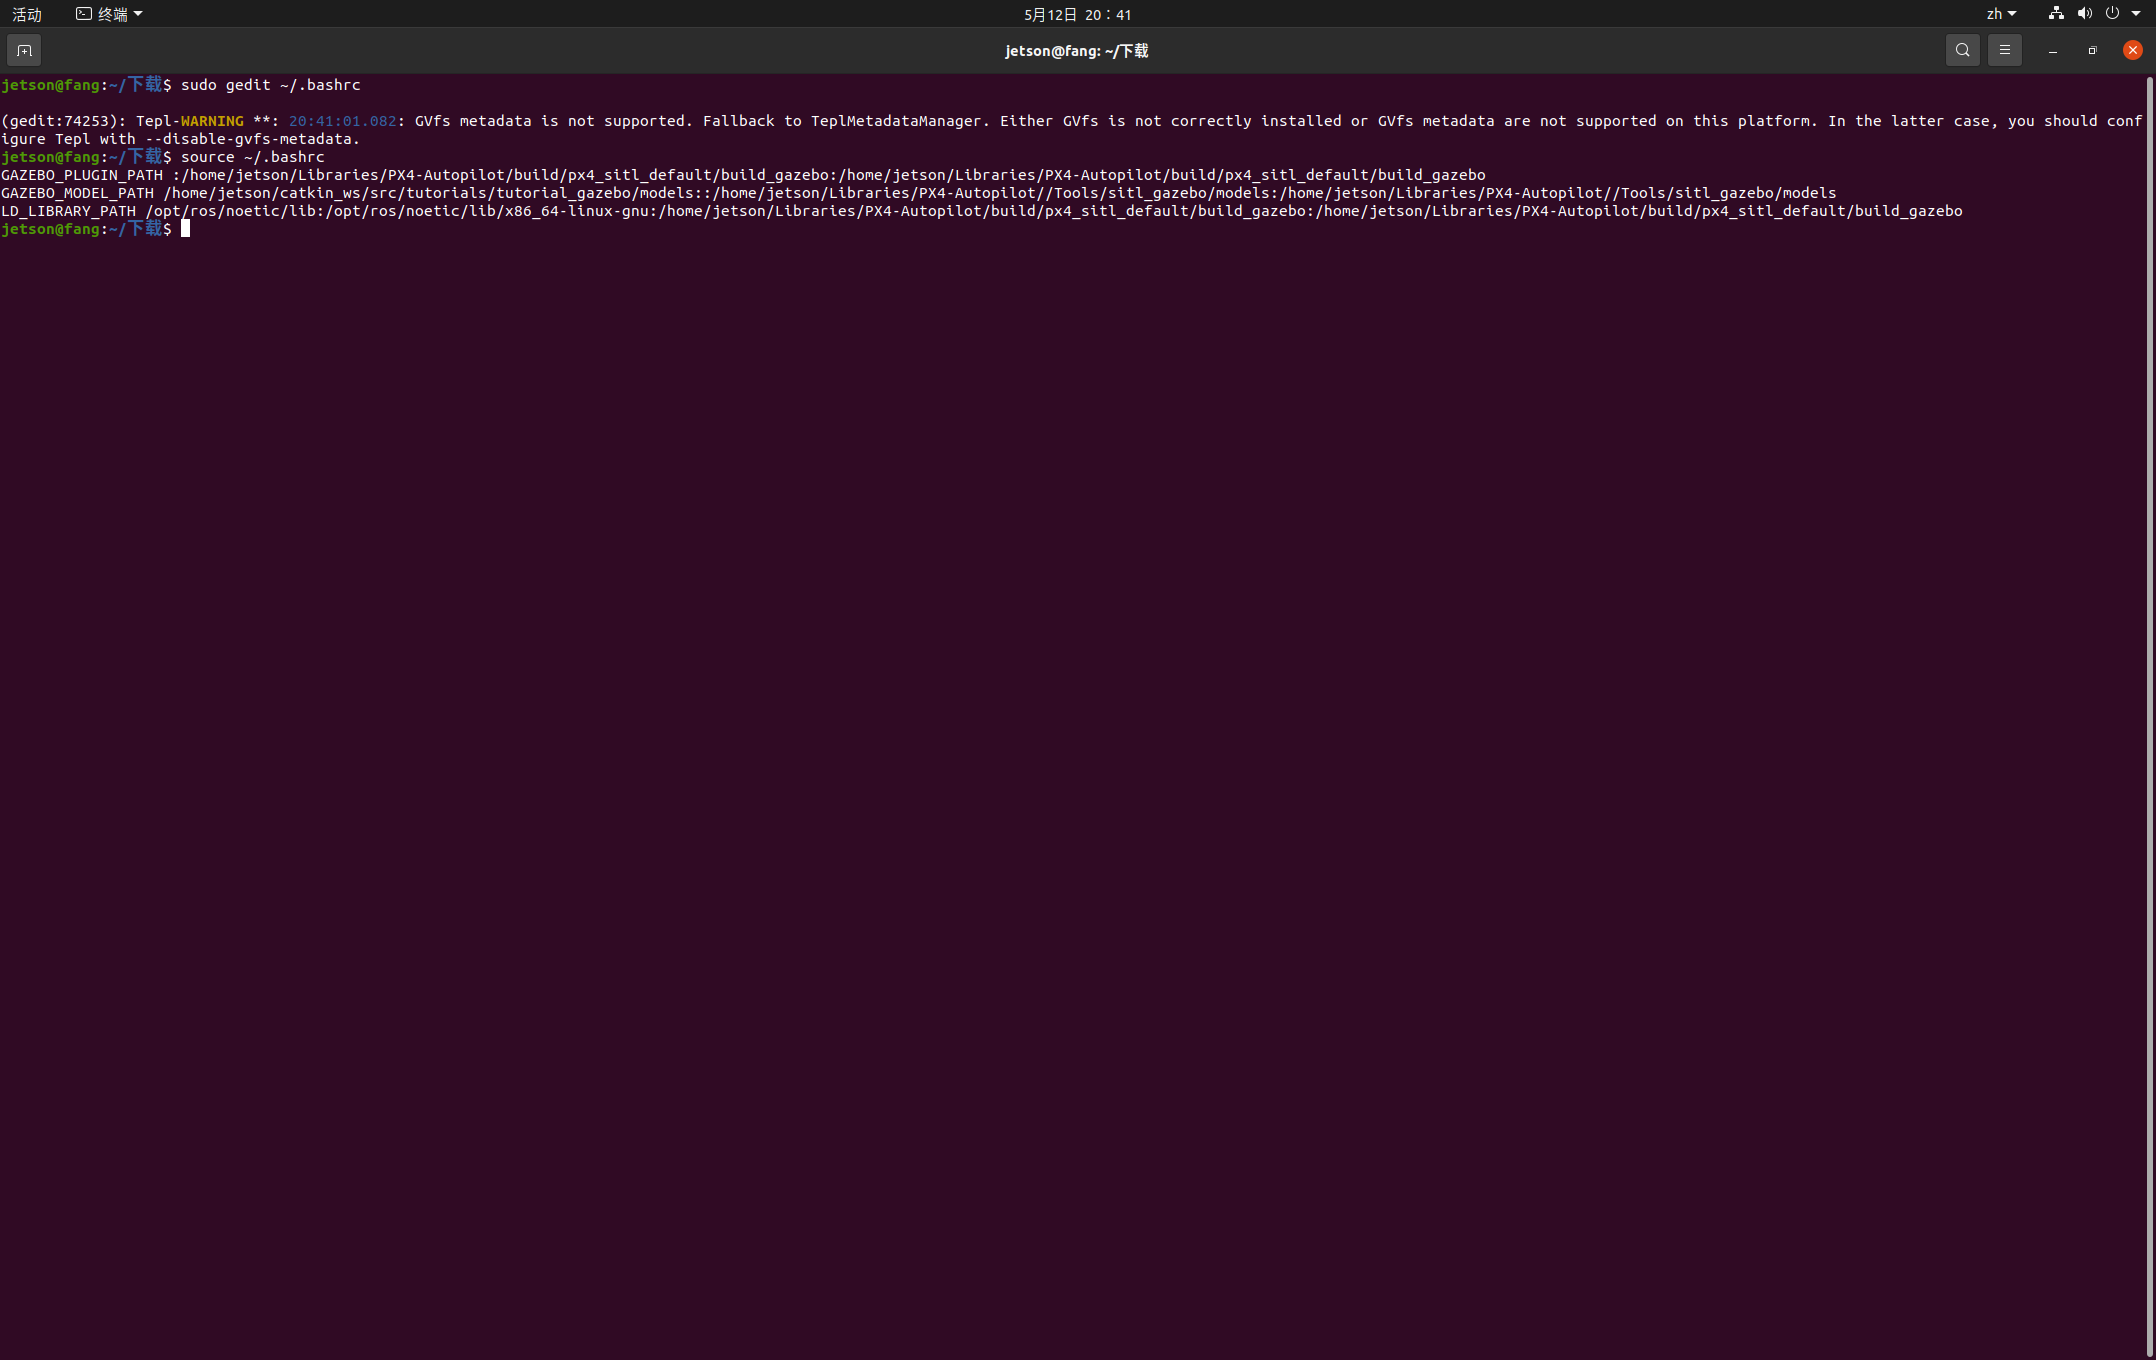 活动 终端 5月12日 20：41 zh
jetson@fang: ~/下载
jetson@fang:~/下载$ sudo gedit ~/.bashrc
(gedit:74253): Tepl-WARNING **: 20:41:01.082: GVfs metadata is not supported. Fallback to TeplMetadataManager. Either GVfs is not correctly installed or GVfs metadata are not supported on this platform. In the latter case, you should conf
igure Tepl with --disable-gvfs-metadata.
jetson@fang:~/下载$ source ~/.bashrc
GAZEBO_PLUGIN_PATH :/home/jetson/Libraries/PX4-Autopilot/build/px4_sitl_default/build_gazebo:/home/jetson/Libraries/PX4-Autopilot/build/px4_sitl_default/build_gazebo
GAZEBO_MODEL_PATH /home/jetson/catkin_ws/src/tutorials/tutorial_gazebo/models::/home/jetson/Libraries/PX4-Autopilot//Tools/sitl_gazebo/models:/home/jetson/Libraries/PX4-Autopilot//Tools/sitl_gazebo/models
LD_LIBRARY_PATH /opt/ros/noetic/lib:/opt/ros/noetic/lib/x86_64-linux-gnu:/home/jetson/Libraries/PX4-Autopilot/build/px4_sitl_default/build_gazebo:/home/jetson/Libraries/PX4-Autopilot/build/px4_sitl_default/build_gazebo
jetson@fang:~/下载$